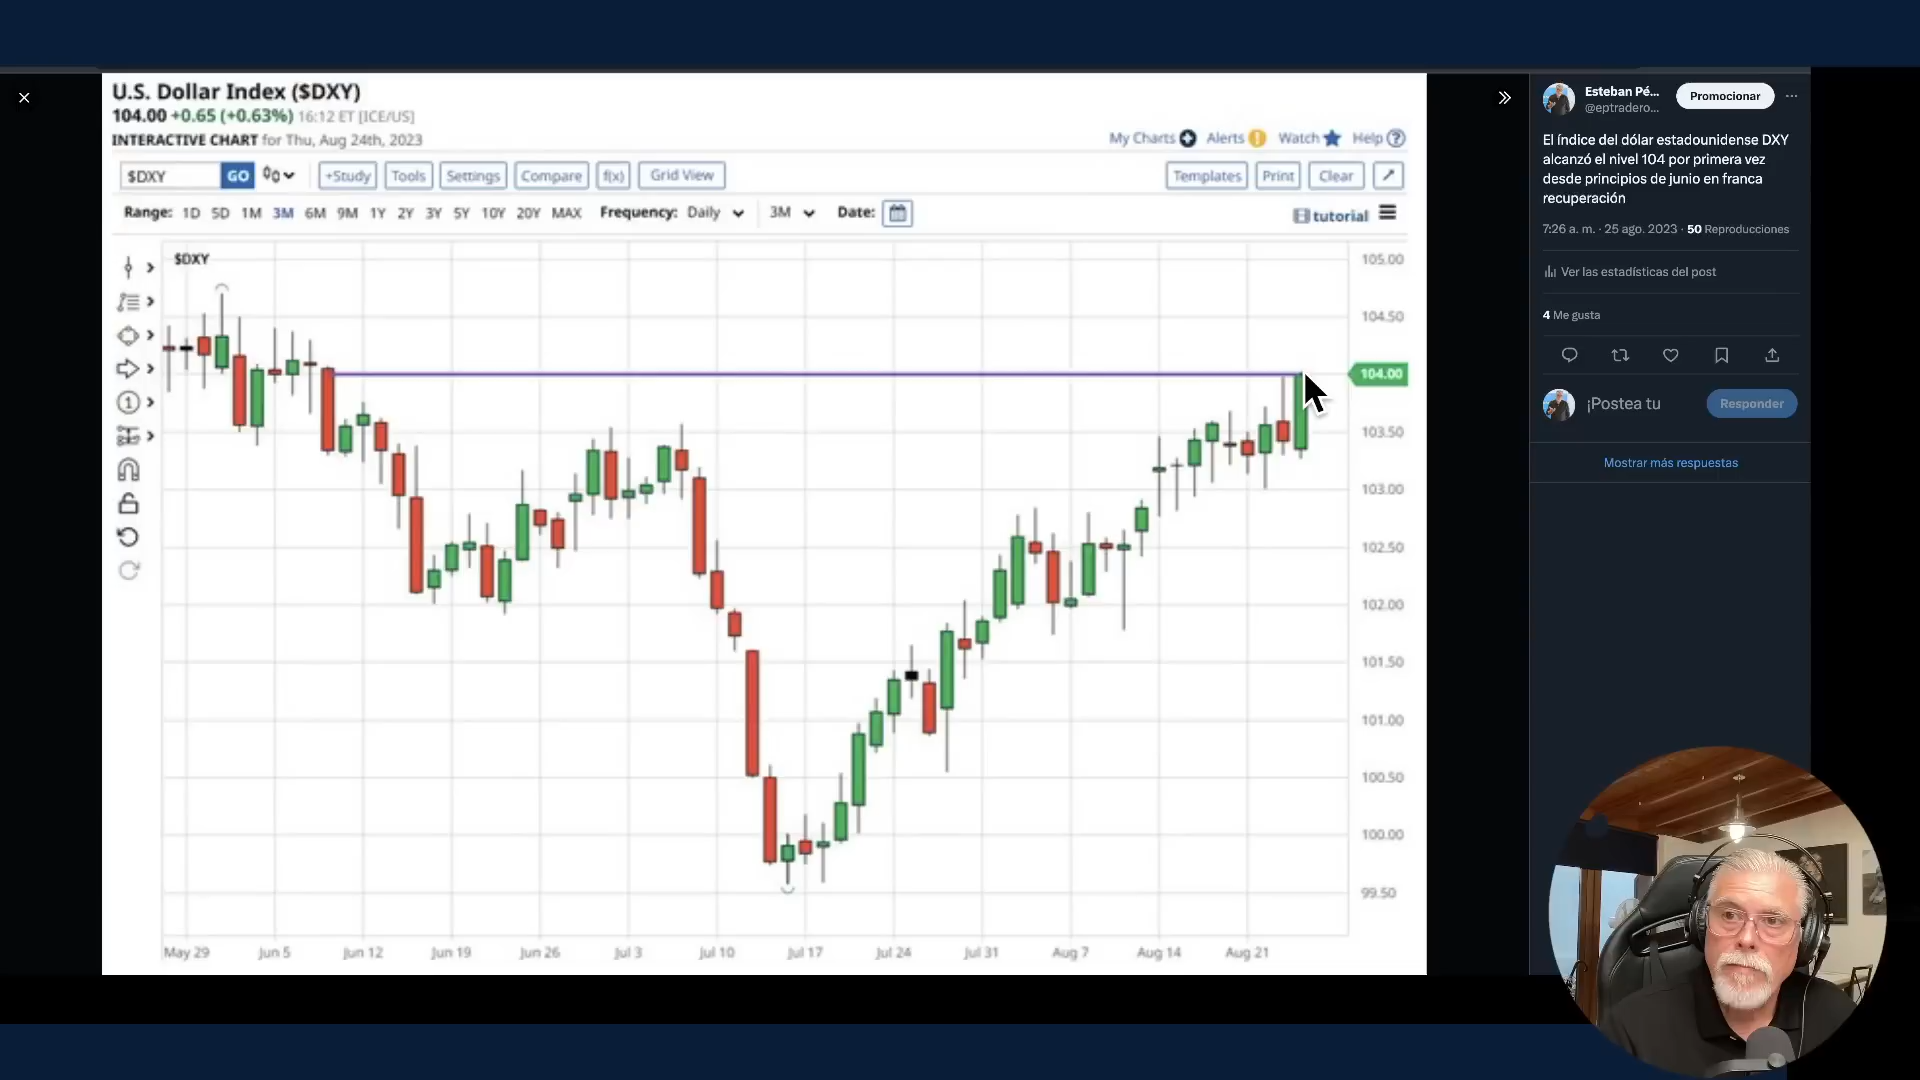 U.S. Dollar Index ($DXY)
104.00 +0.65 (+0.63%) 16:12 ET [ICE/US]
INTERACTIVE CHART for Thu, Aug 24th, 2023
My Charts Alerts Watch Help
$DXY GO +Study Tools Settings Compare f(x) Grid View Templates Print Clear
Range: 1D 5D 1M 3M 6M 9M 1Y 2Y 3Y 5Y 10Y 20Y MAX Frequency: Daily 3M Date: tutorial
$DXY
105.00
104.50
104.00
103.50
103.00
102.50
102.00
101.50
101.00
100.50
100.00
99.50
May 29 Jun 5 Jun 12 Jun 19 Jun 26 Jul 3 Jul 10 Jul 17 Jul 24 Jul 31 Aug 7 Aug 14 Aug 21
Esteban Pé...
@eptradero...
Promocionar
El índice del dólar estadounidense DXY
alcanzó el nivel 104 por primera vez
desde principios de junio en franca
recuperación
7:26 a. m. · 25 ago. 2023 · 50 Reproducciones
Ver las estadísticas del post
4 Me gusta
¡Postea tu
Responder
Mostrar más respuestas